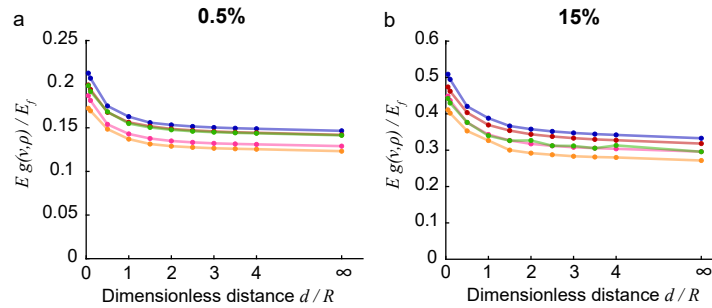 a
0.5%
0.25
0.2
0.15
0.1
0.05
0
E g(ν,ρ) / E_f
0 1 2 3 4 ∞
Dimensionless distance d / R
b
15%
0.6
0.5
0.4
0.3
0.2
0.1
0
E g(ν,ρ) / E_f
0 1 2 3 4 ∞
Dimensionless distance d / R